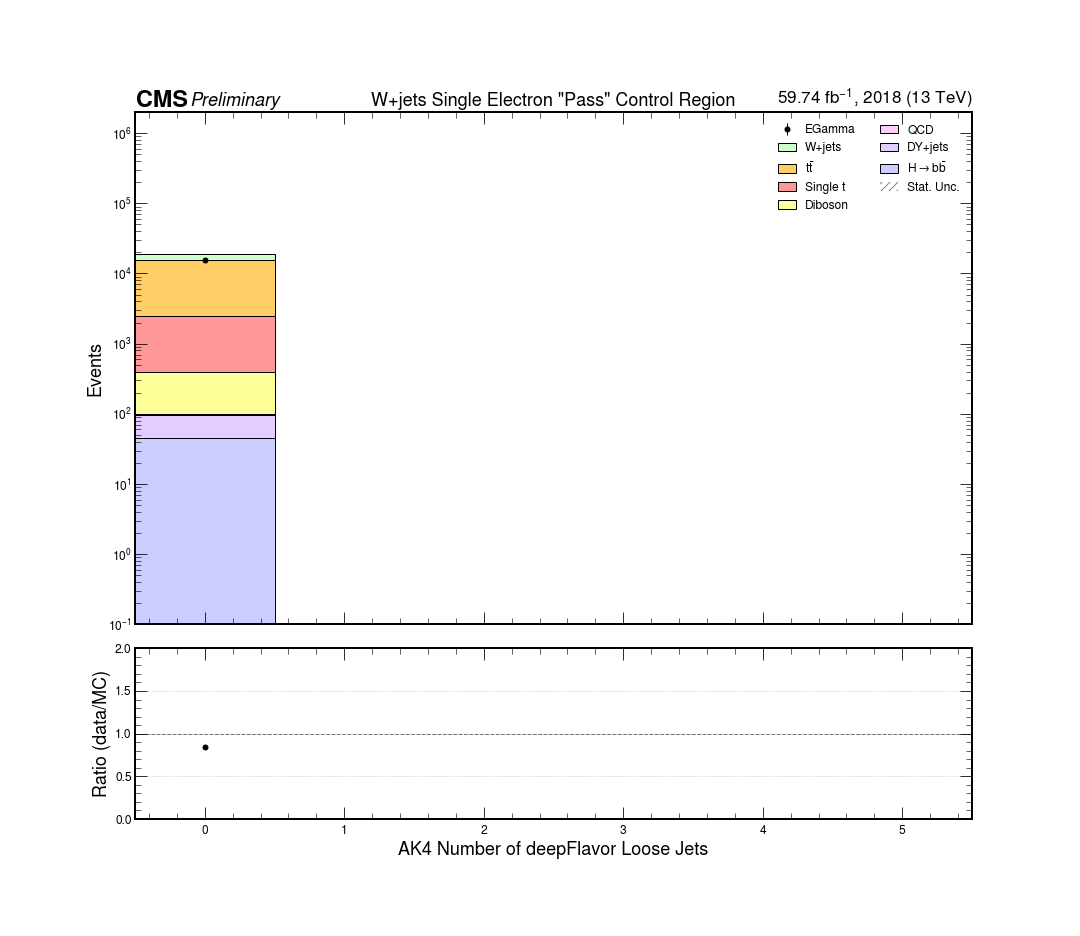 CMS Preliminary W+jets Single Electron "Pass" Control Region 59.74 fb⁻¹, 2018 (13 TeV)
EGamma QCD
W+jets DY+jets
tt̄ H→bb̄
Single t Stat. Unc.
Diboson
10⁶
10⁵
10⁴
10³
10²
10¹
10⁰
10⁻¹
Events
2.0
1.5
1.0
0.5
0.0
Ratio (data/MC)
0 1 2 3 4 5
AK4 Number of deepFlavor Loose Jets